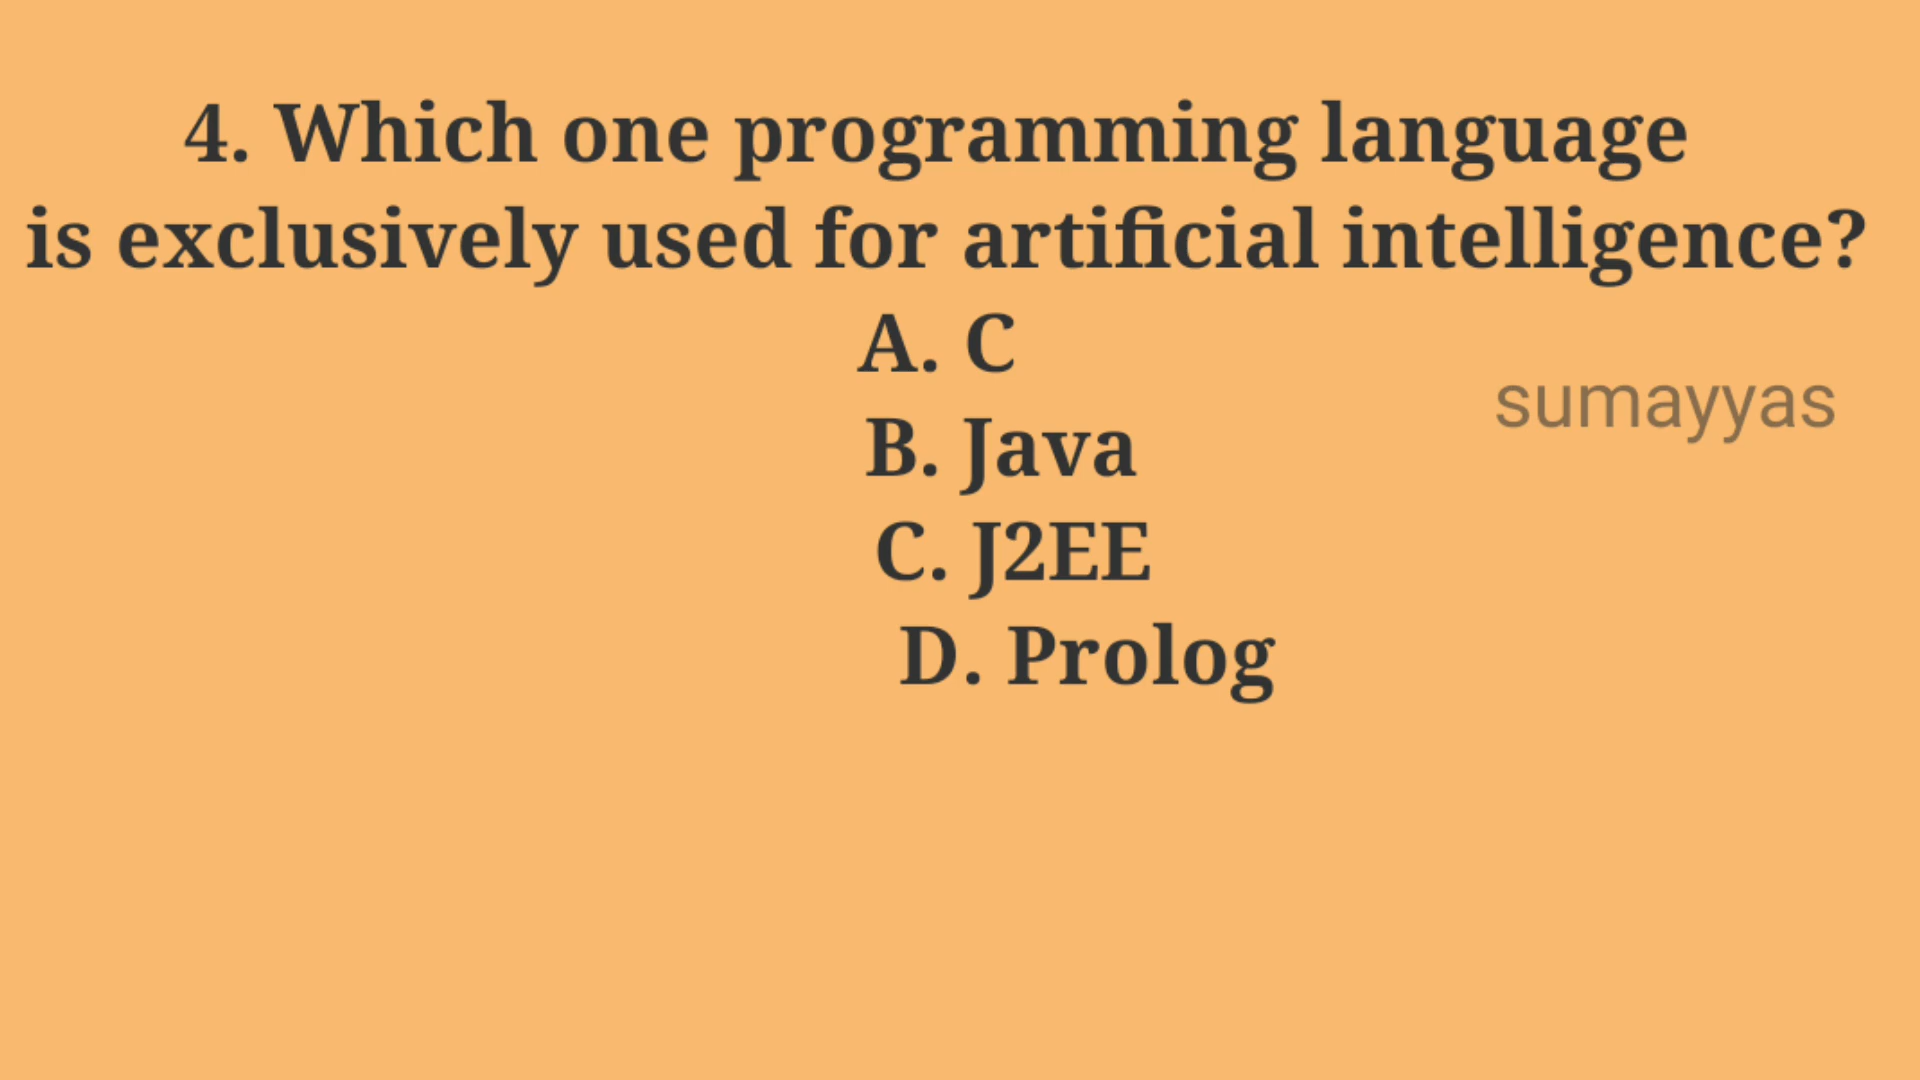 4. Which one programming language
is exclusively used for artificial intelligence?
A. C
B. Java
C. J2EE
D. Prolog
sumayyas